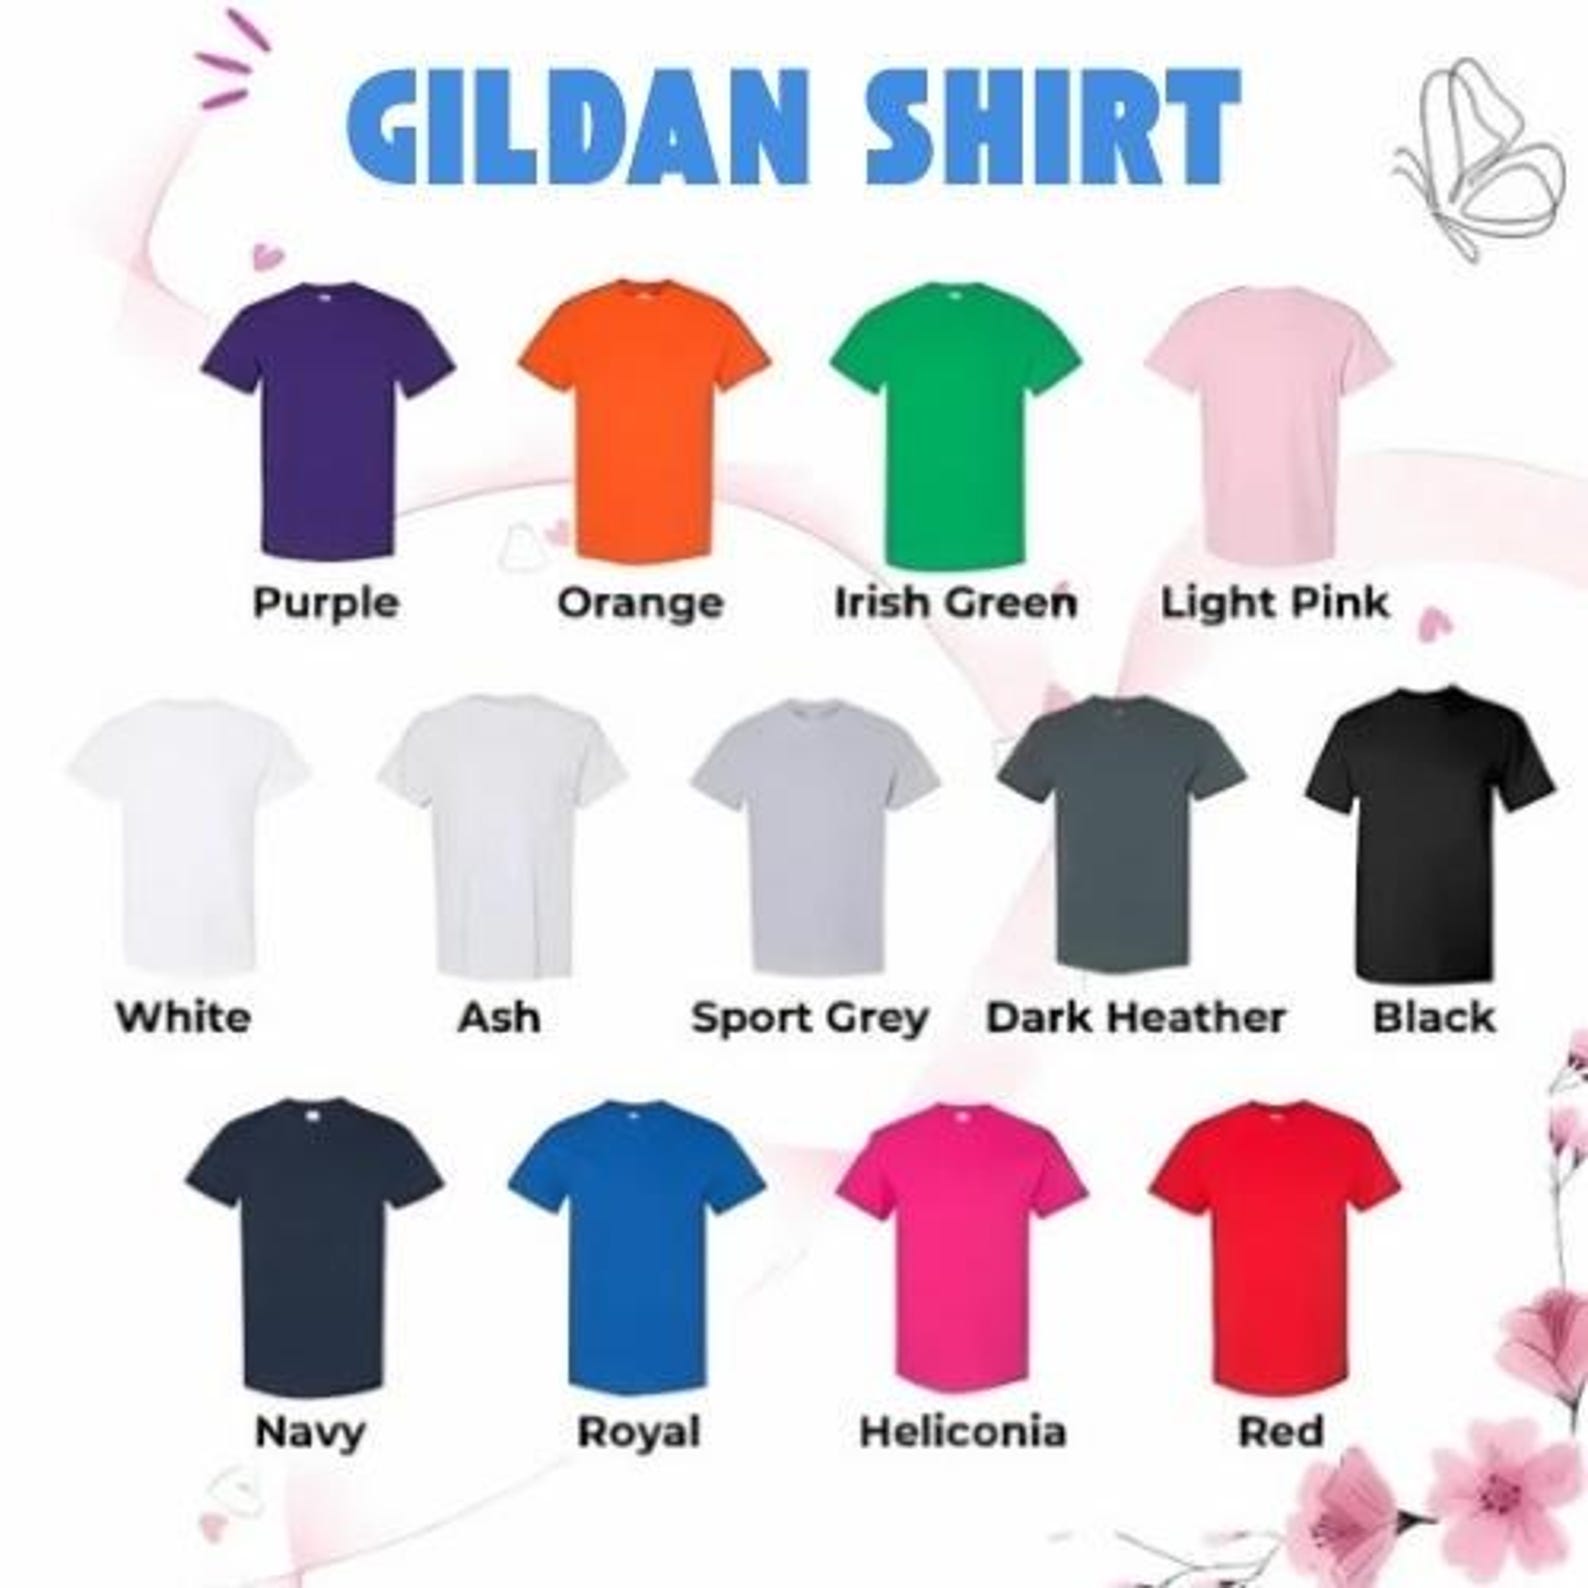 GILDAN SHIRT
Purple
Orange
Irish Green
Light Pink
White
Ash
Sport Grey
Dark Heather
Black
Navy
Royal
Heliconia
Red